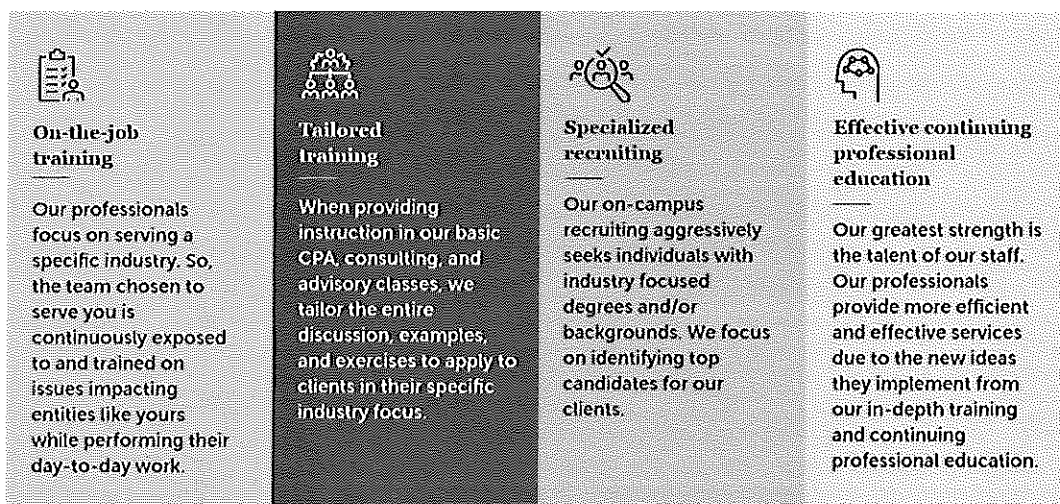 On-the-job
training
Our professionals
focus on serving a
specific industry. So,
the team chosen to
serve you is
continuously exposed
to and trained on
issues impacting
entities like yours
while performing their
day-to-day work.
Tailored
training
When providing
instruction in our basic
CPA, consulting, and
advisory classes, we
tailor the entire
discussion, examples,
and exercises to apply to
clients in their specific
industry focus.
Specialized
recruiting
Our on-campus
recruiting aggressively
seeks individuals with
industry focused
degrees and/or
backgrounds. We focus
on identifying top
candidates for our
clients.
Effective continuing
professional
education
Our greatest strength is
the talent of our staff.
Our professionals
provide more efficient
and effective services
due to the new ideas
they implement from
our in-depth training
and continuing
professional education.